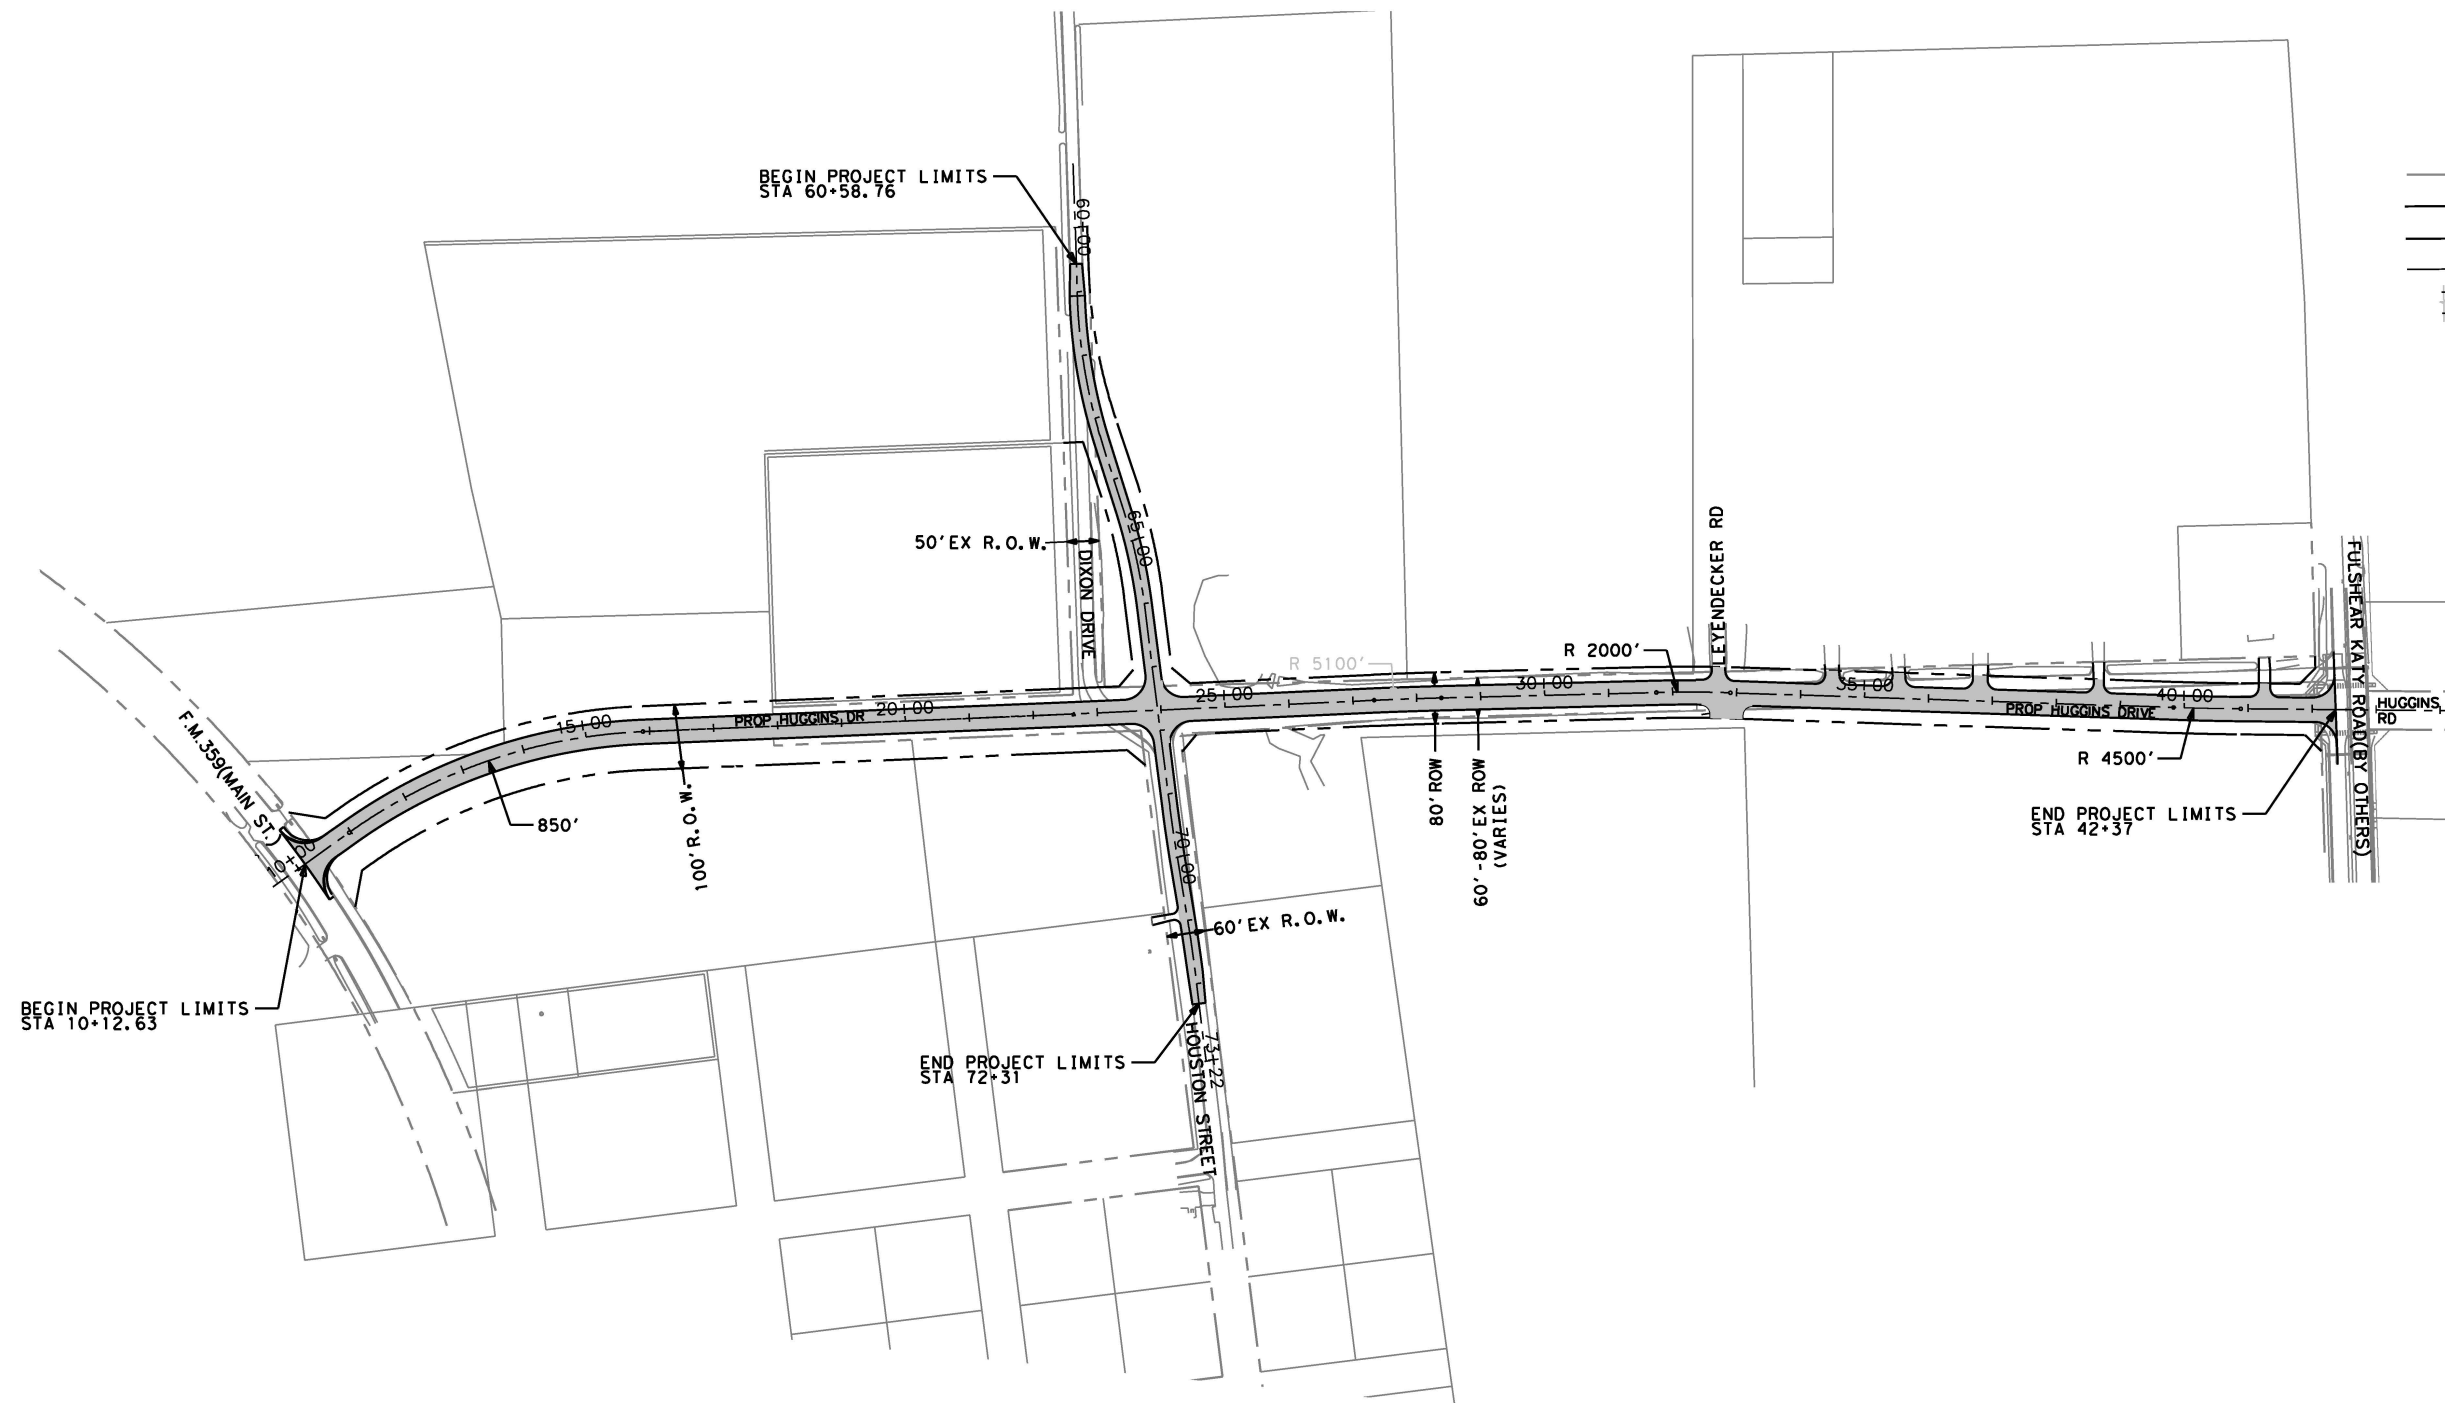 BEGIN PROJECT LIMITS
STA 60+58.76
60+00
50' EX R.O.W.
DIXON DRIVE
65+00
LEYENDECKER RD
FULSHEAR KATY ROAD(BY OTHERS)
R 5100'
R 2000'
F.M.359(MAIN ST.)
15+00
PROP HUGGINS DR
20+00
25+00
30+00
35+00
40+00
PROP HUGGINS DRIVE
HUGGINS
RD
R 4500'
850'
100' R.O.W.
80' ROW
60'-80' EX ROW
(VARIES)
END PROJECT LIMITS
STA 42+37
10+00
70+00
60' EX R.O.W.
BEGIN PROJECT LIMITS
STA 10+12.63
END PROJECT LIMITS
STA 72+31
73+22
HOUSTON STREET